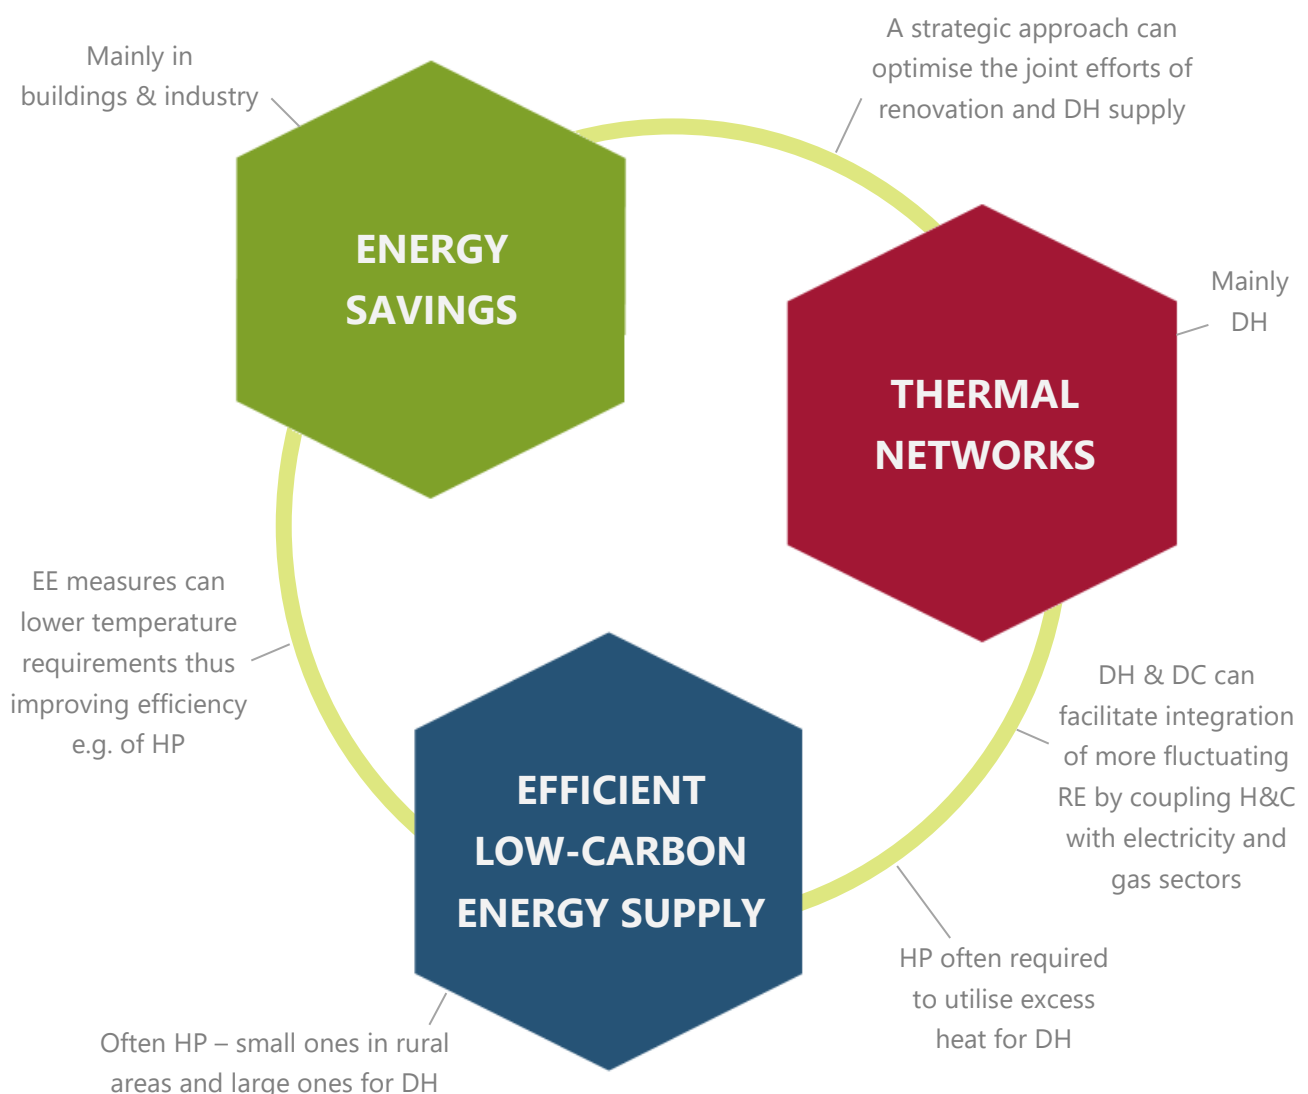 Mainly in
buildings & industry
A strategic approach can
optimise the joint efforts of
renovation and DH supply
ENERGY
SAVINGS
Mainly
DH
THERMAL
NETWORKS
EE measures can
lower temperature
requirements thus
improving efficiency
e.g. of HP
DH & DC can
facilitate integration
of more fluctuating
RE by coupling H&C
with electricity and
gas sectors
EFFICIENT
LOW-CARBON
ENERGY SUPPLY
HP often required
to utilise excess
heat for DH
Often HP – small ones in rural
areas and large ones for DH